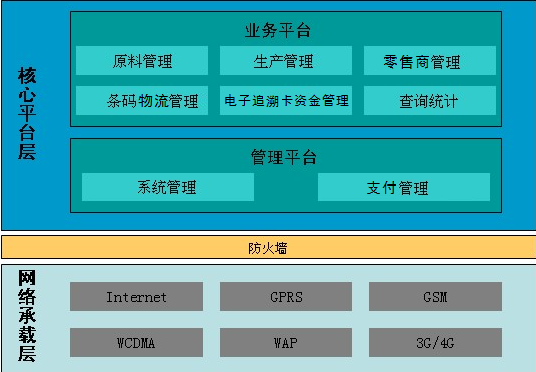 核心平台层
业务平台
原料管理
生产管理
零售商管理
条码物流管理
电子追溯卡资金管理
查询统计
管理平台
系统管理
支付管理
防火墙
网络承载层
Internet
GPRS
GSM
WCDMA
WAP
3G/4G